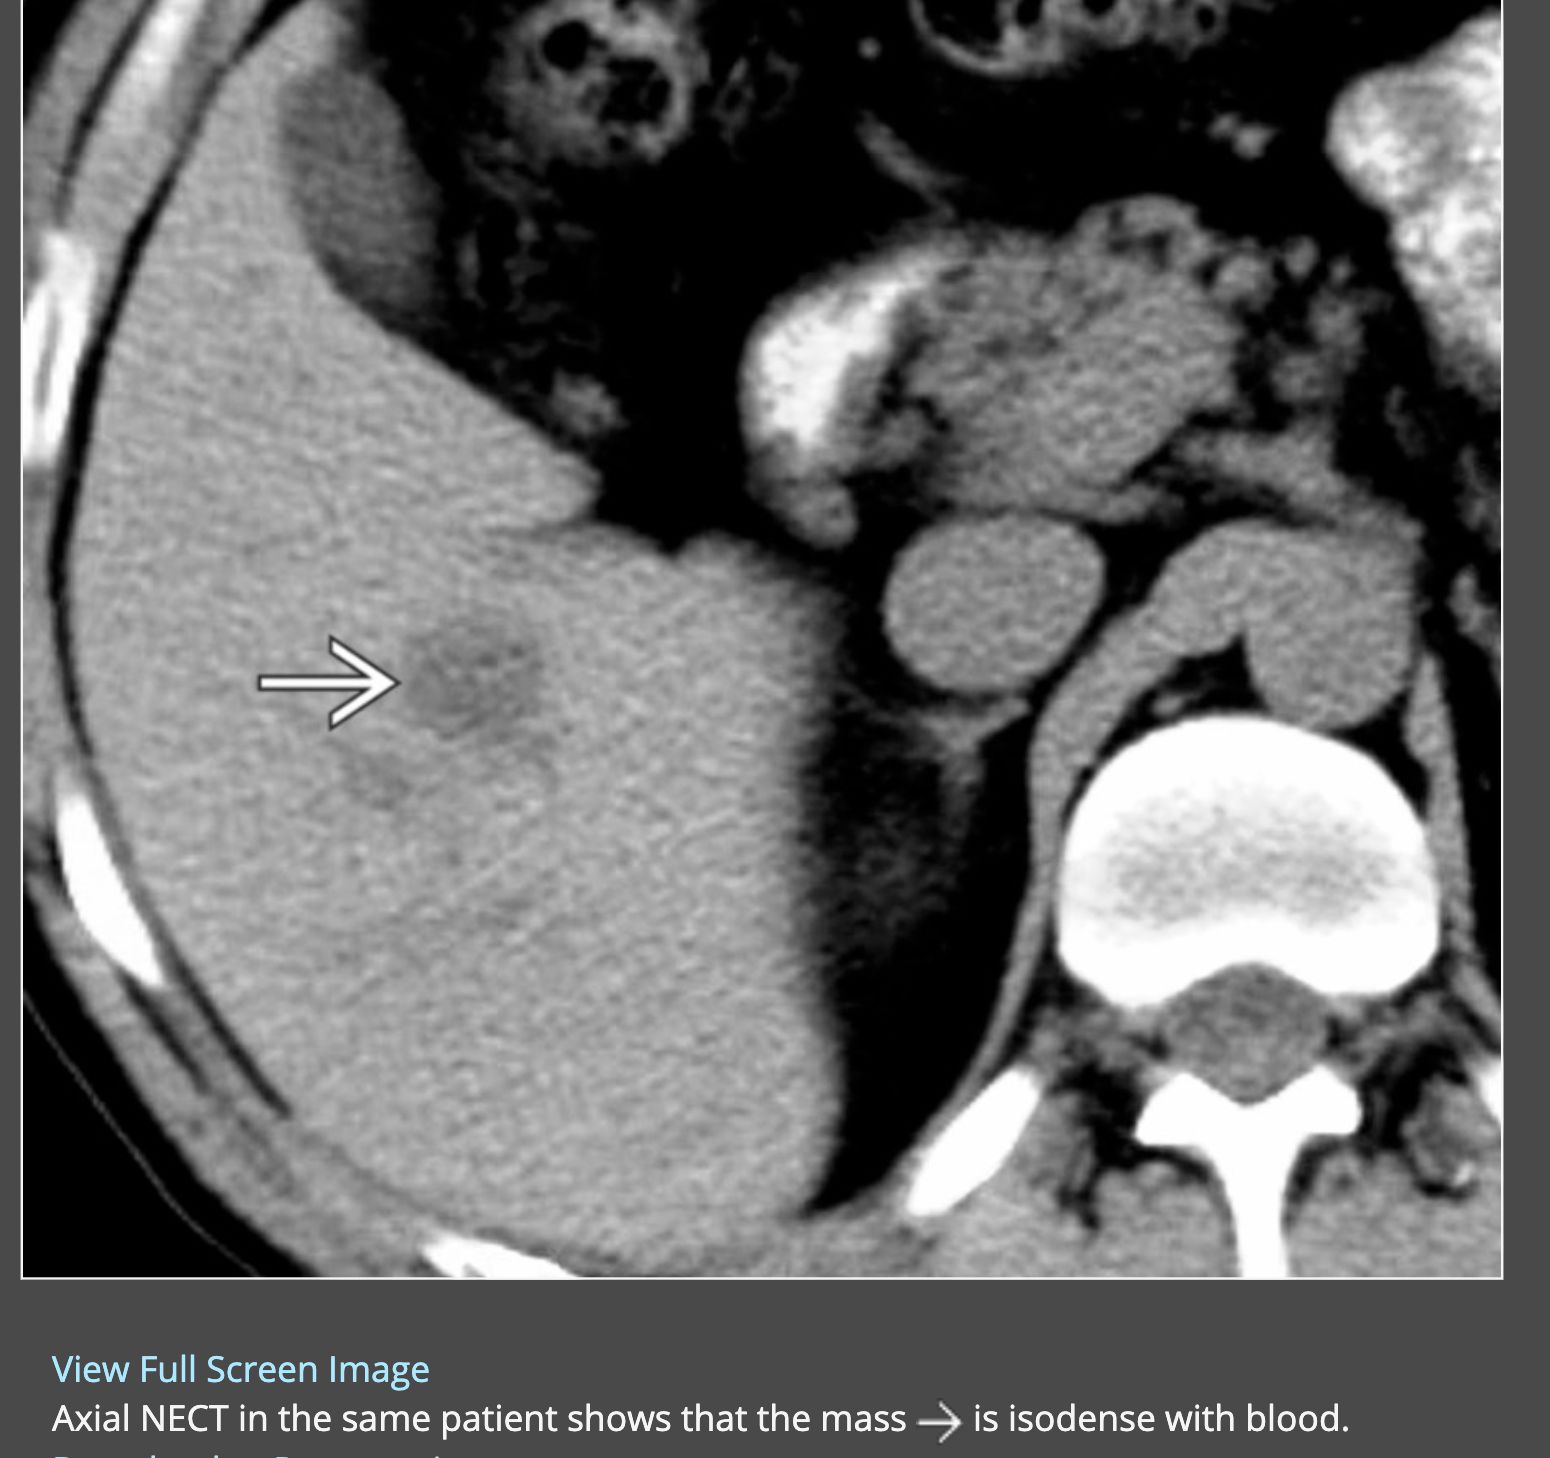 View Full Screen Image
Axial NECT in the same patient shows that the mass → is isodense with blood.